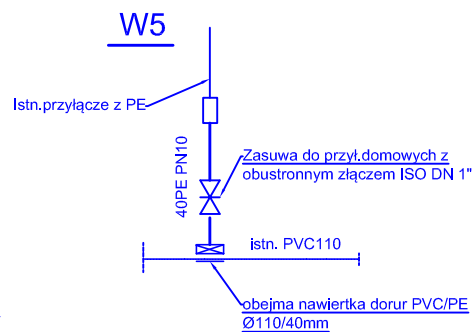 W5
Istn.przyłącze z PE
40PE PN10
Zasuwa do przył.domowych z
obustronnym złączem ISO DN 1"
istn. PVC110
obejma nawiertka dorur PVC/PE
Ø110/40mm